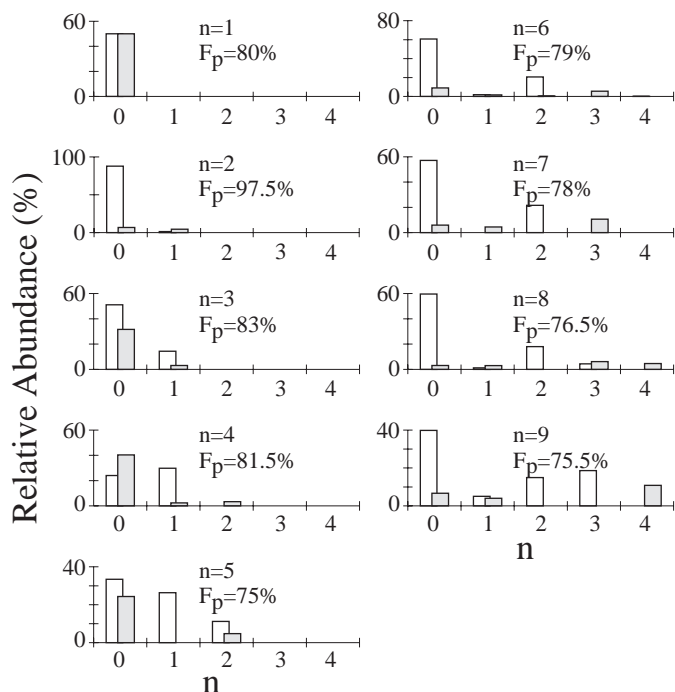 Relative Abundance (%)
60
0
n=1
Fp=80%
0 1 2 3 4
100
0
n=2
Fp=97.5%
0 1 2 3 4
60
0
n=3
Fp=83%
0 1 2 3 4
60
0
n=4
Fp=81.5%
0 1 2 3 4
40
0
n=5
Fp=75%
0 1 2 3 4
n
80
0
n=6
Fp=79%
0 1 2 3 4
60
0
n=7
Fp=78%
0 1 2 3 4
60
0
n=8
Fp=76.5%
0 1 2 3 4
40
0
n=9
Fp=75.5%
0 1 2 3 4
n